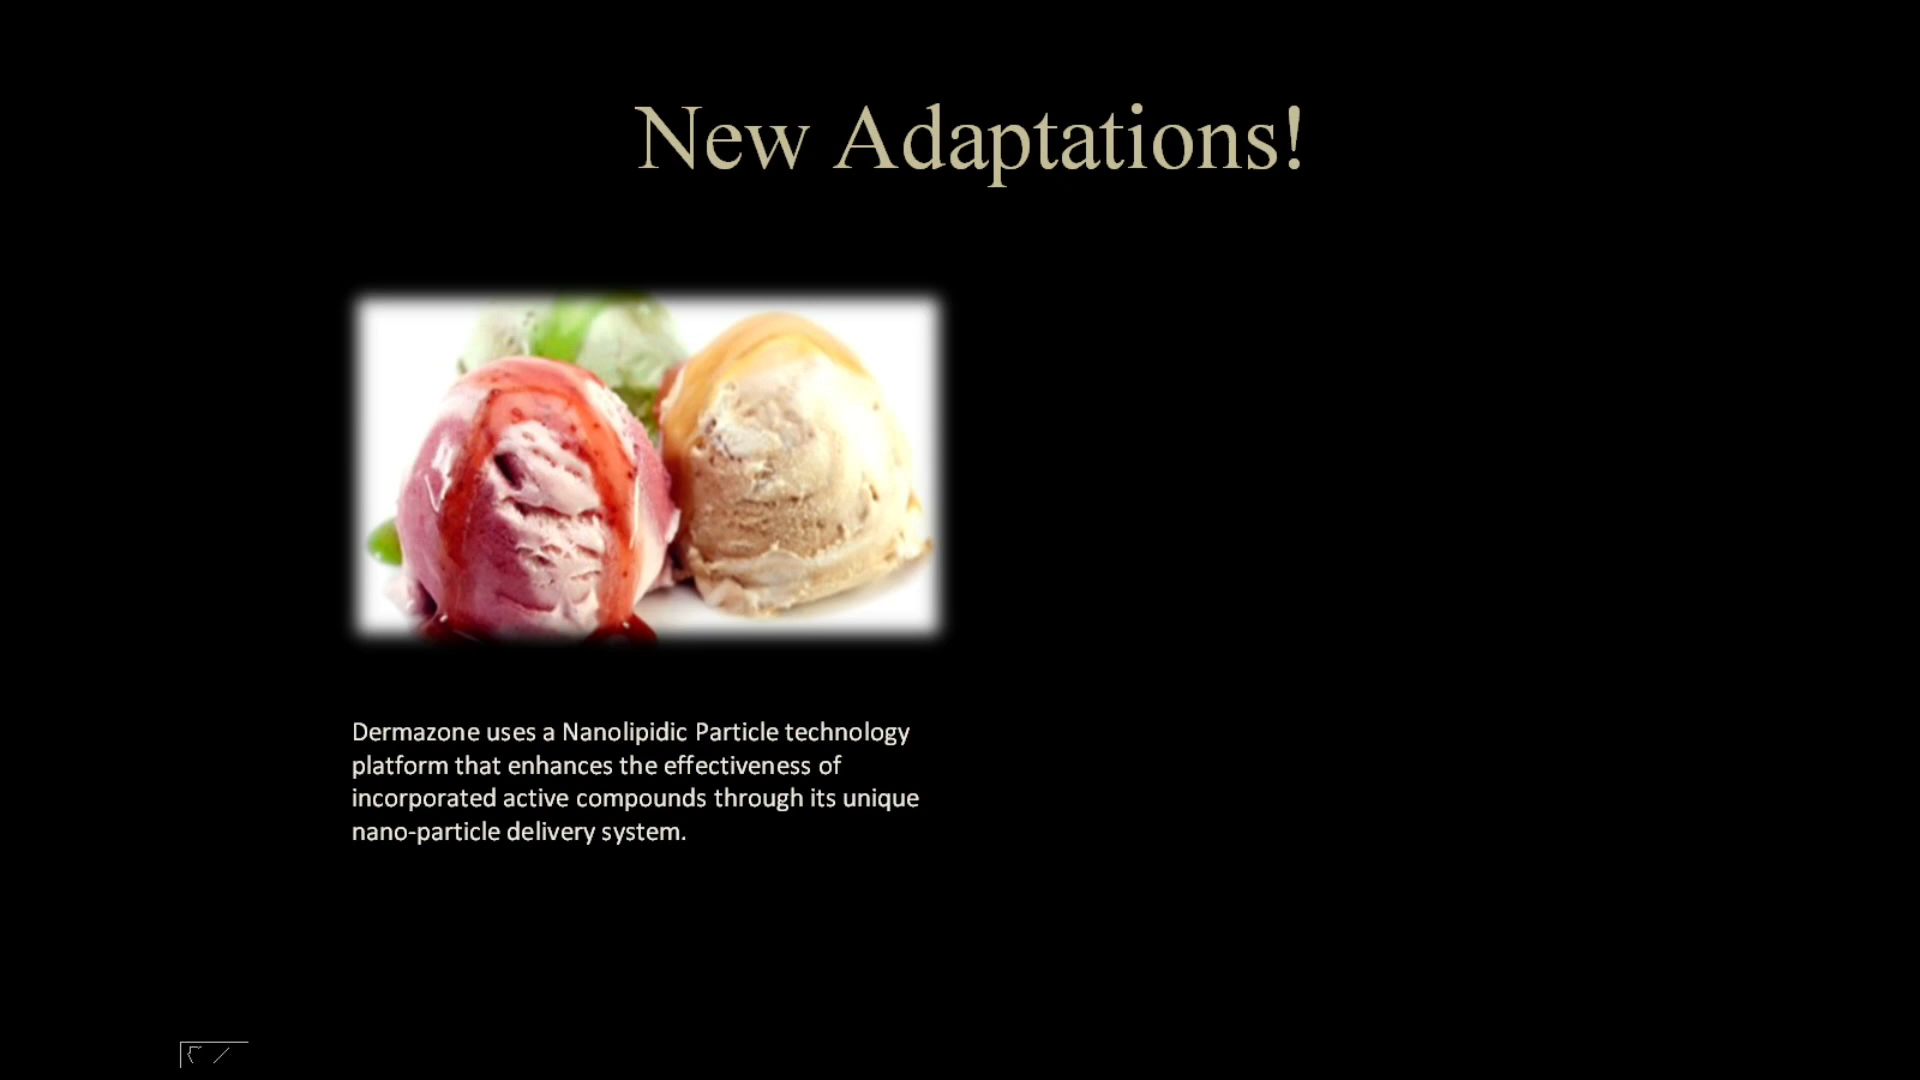 New Adaptations!
Dermazone uses a Nanolipidic Particle technology
platform that enhances the effectiveness of
incorporated active compounds through its unique
nano-particle delivery system.